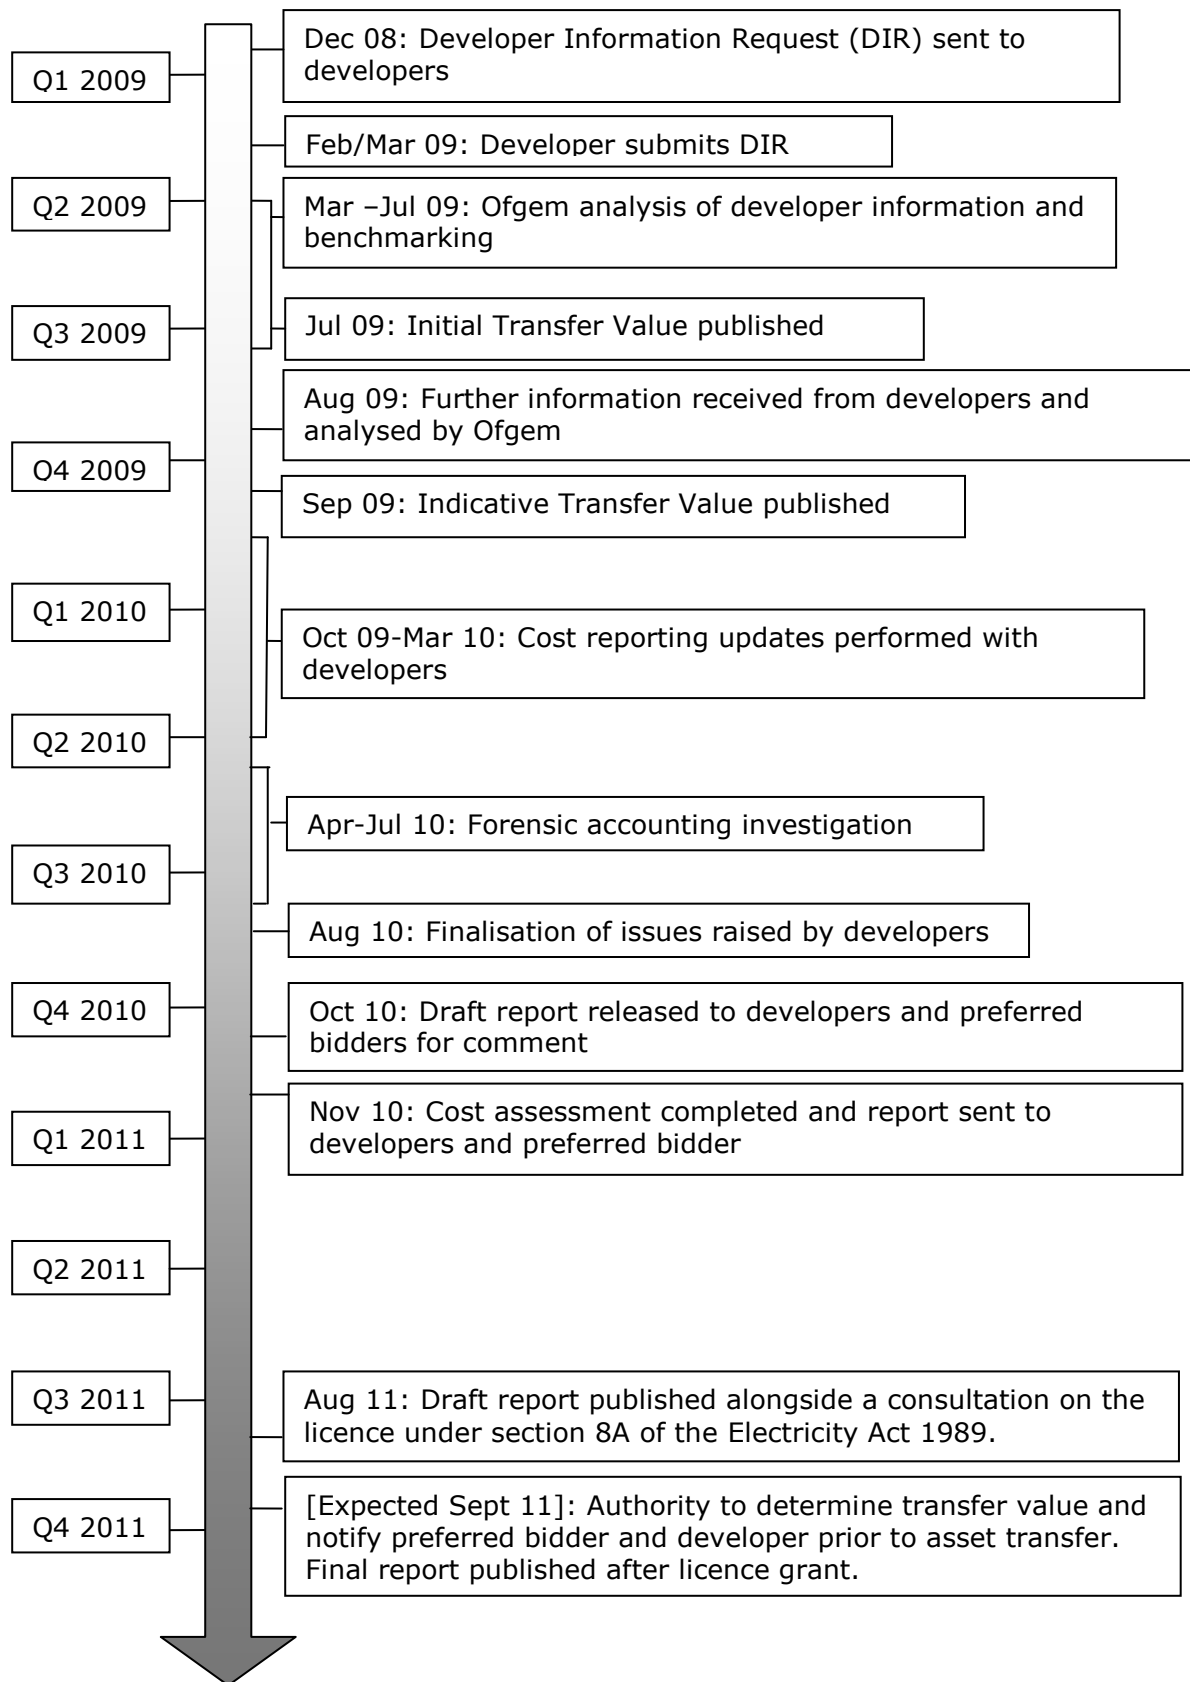 Dec 08: Developer Information Request (DIR) sent to
developers
Q1 2009
Feb/Mar 09: Developer submits DIR
Q2 2009
Mar –Jul 09: Ofgem analysis of developer information and
benchmarking
Q3 2009
Jul 09: Initial Transfer Value published
Aug 09: Further information received from developers and
analysed by Ofgem
Q4 2009
Sep 09: Indicative Transfer Value published
Q1 2010
Oct 09-Mar 10: Cost reporting updates performed with
developers
Q2 2010
Apr-Jul 10: Forensic accounting investigation
Q3 2010
Aug 10: Finalisation of issues raised by developers
Q4 2010
Oct 10: Draft report released to developers and preferred
bidders for comment
Nov 10: Cost assessment completed and report sent to
developers and preferred bidder
Q1 2011
Q2 2011
Q3 2011
Aug 11: Draft report published alongside a consultation on the
licence under section 8A of the Electricity Act 1989.
Q4 2011
[Expected Sept 11]: Authority to determine transfer value and
notify preferred bidder and developer prior to asset transfer.
Final report published after licence grant.